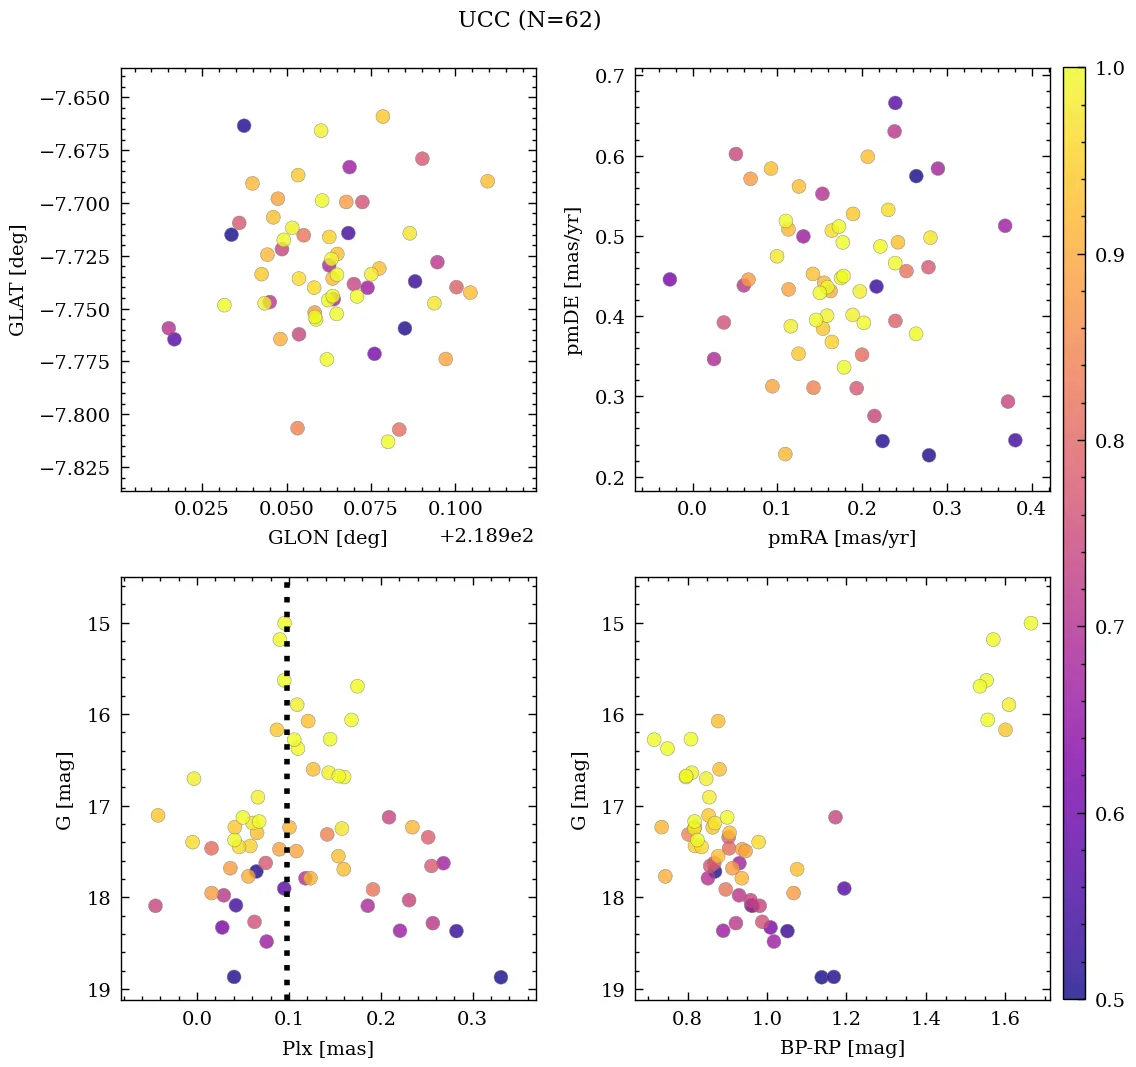 UCC (N=62)
−7.650
−7.675
−7.700
−7.725
−7.750
−7.775
−7.800
−7.825
GLAT [deg]
0.025 0.050 0.075 0.100
GLON [deg] +2.189e2
0.7
0.6
0.5
0.4
0.3
0.2
pmDE [mas/yr]
0.0 0.1 0.2 0.3 0.4
pmRA [mas/yr]
15
16
17
18
19
G [mag]
0.0 0.1 0.2 0.3
Plx [mas]
15
16
17
18
19
G [mag]
0.8 1.0 1.2 1.4 1.6
BP-RP [mag]
1.0
0.9
0.8
0.7
0.6
0.5